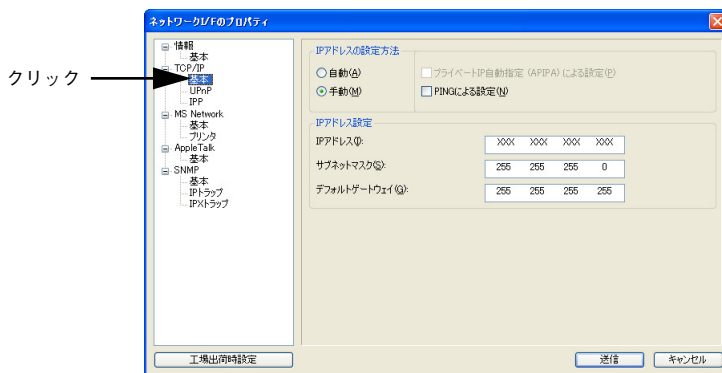 ネットワークI/Fのプロパティ
情報
基本
TCP/IP
基本
UPnP
IPP
MS Network
基本
プリンタ
AppleTalk
基本
SNMP
基本
IPトラップ
IPXトラップ
クリック
IPアドレスの設定方法
自動(A)
プライベートIP自動指定 (APIPA) による設定(P)
手動(M)
PINGによる設定(N)
IPアドレス設定
IPアドレス(I): XXX XXX XXX XXX
サブネットマスク(S): 255 255 255 0
デフォルトゲートウェイ(G): 255 255 255 255
工場出荷時設定
送信
キャンセル